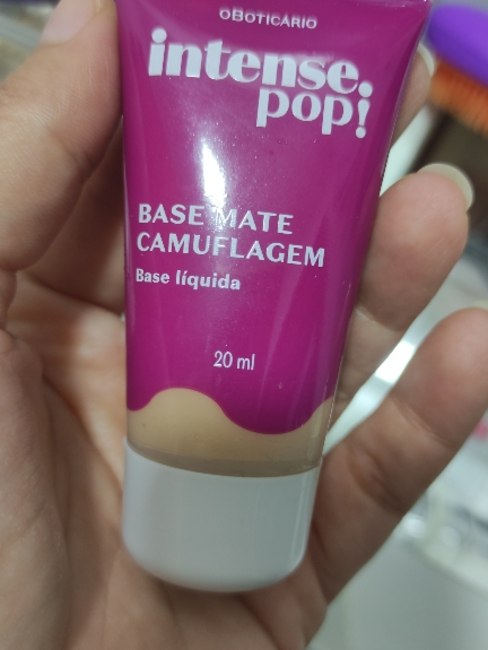 oBOTICÁRIO
intense
pop!
BASE MATE
CAMUFLAGEM
Base líquida
20 ml